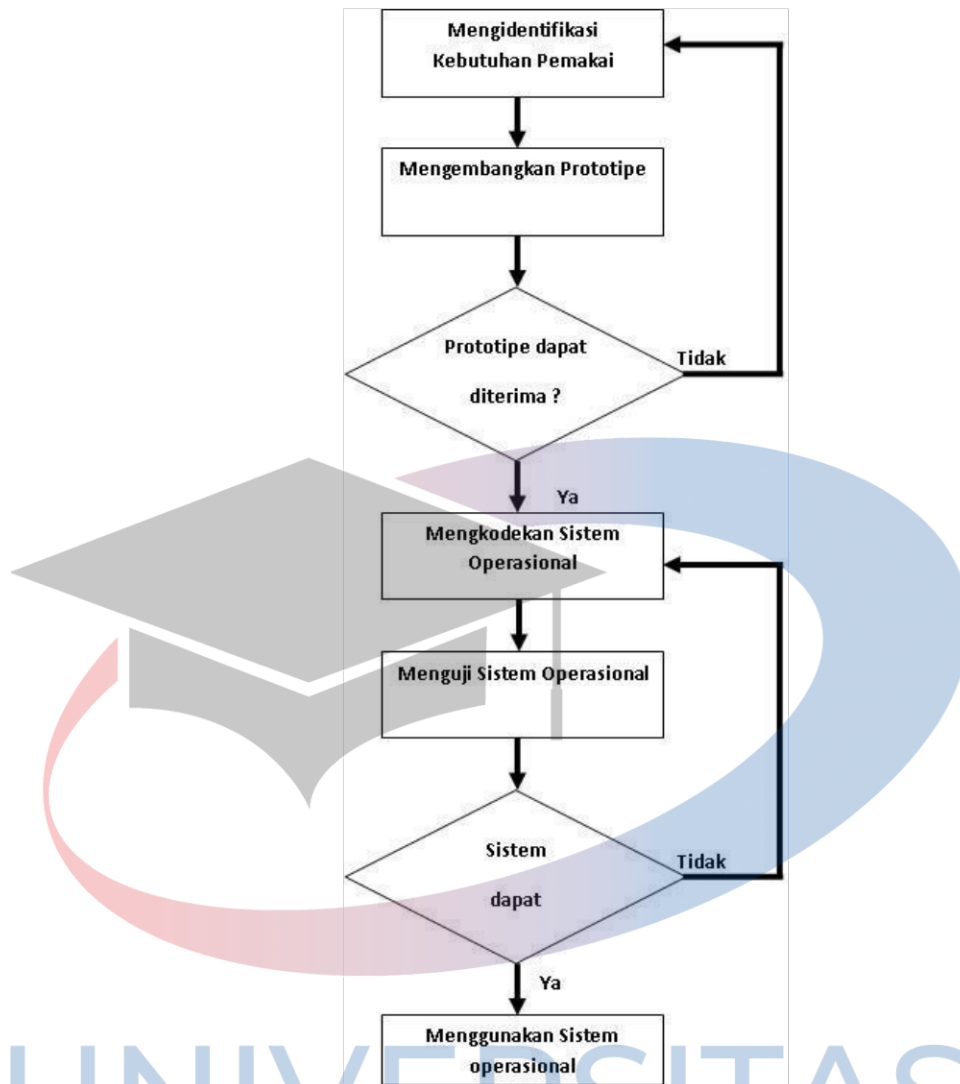 Mengidentifikasi
Kebutuhan Pemakai
Mengembangkan Prototipe
Prototipe dapat
diterima ?
Tidak
Ya
Mengkodekan Sistem
Operasional
Menguji Sistem Operasional
Sistem
dapat
Tidak
Ya
Menggunakan Sistem
operasional
UNIVERSITAS